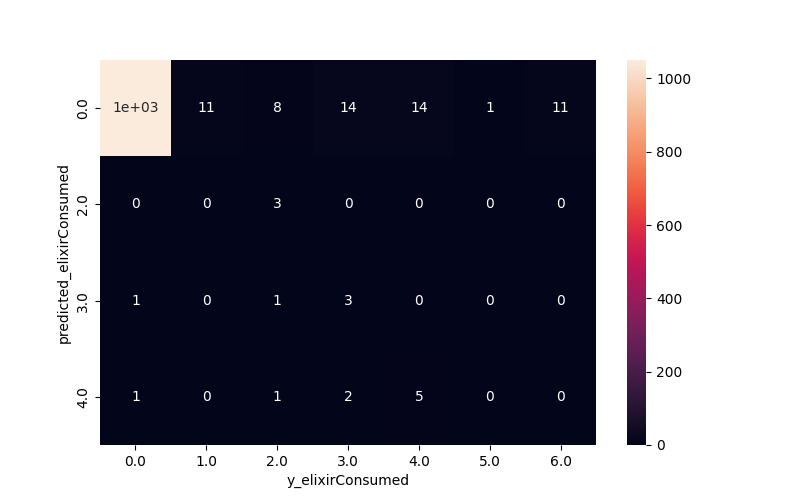 1000
1e+03 11 8 14 14 1 11
0.0
800
predicted_elixirConsumed
2.0
0 0 3 0 0 0 0
600
3.0
1 0 1 3 0 0 0
400
200
4.0
1 0 1 2 5 0 0
0
0.0 1.0 2.0 3.0 4.0 5.0 6.0
y_elixirConsumed